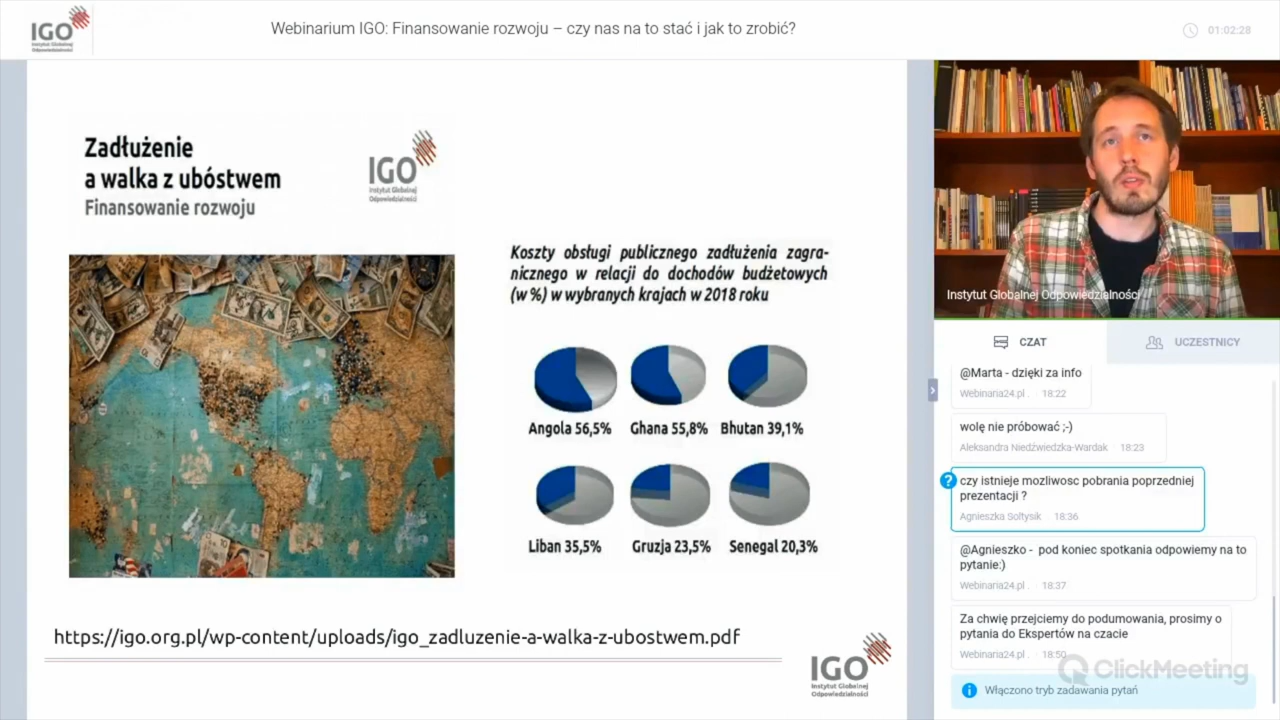 IGO
Instytut Globalnej
Odpowiedzialności
Webinarium IGO: Finansowanie rozwoju – czy nas na to stać i jak to zrobić?
01:02:28
Zadłużenie
a walka z ubóstwem
Finansowanie rozwoju
IGO
Instytut Globalnej
Odpowiedzialności
Koszty obsługi publicznego zadłużenia zagra-
nicznego w relacji do dochodów budżetowych
(w %) w wybranych krajach w 2018 roku
Angola 56,5% Ghana 55,8% Bhutan 39,1%
Liban 35,5% Gruzja 23,5% Senegal 20,3%
https://igo.org.pl/wp-content/uploads/igo_zadluzenie-a-walka-z-ubostwem.pdf
IGO
Instytut Globalnej
Odpowiedzialności
Instytut Globalnej Odpowiedzialności
CZAT
UCZESTNICY
@Marta - dzięki za info
Webinaria24.pl . 18:22
wolę nie próbować ;-)
Aleksandra Niedźwiedzka-Wardak 18:23
?
czy istnieje mozliwosc pobrania poprzedniej
prezentacji ?
Agnieszka Soltysik 18:36
@Agnieszko - pod koniec spotkania odpowiemy na to
pytanie:)
Webinaria24.pl . 18:37
Za chwię przejciemy do podumowania, prosimy o
pytania do Ekspertów na czacie
Webinaria24.pl . 18:50
ClickMeeting
Włączono tryb zadawania pytań